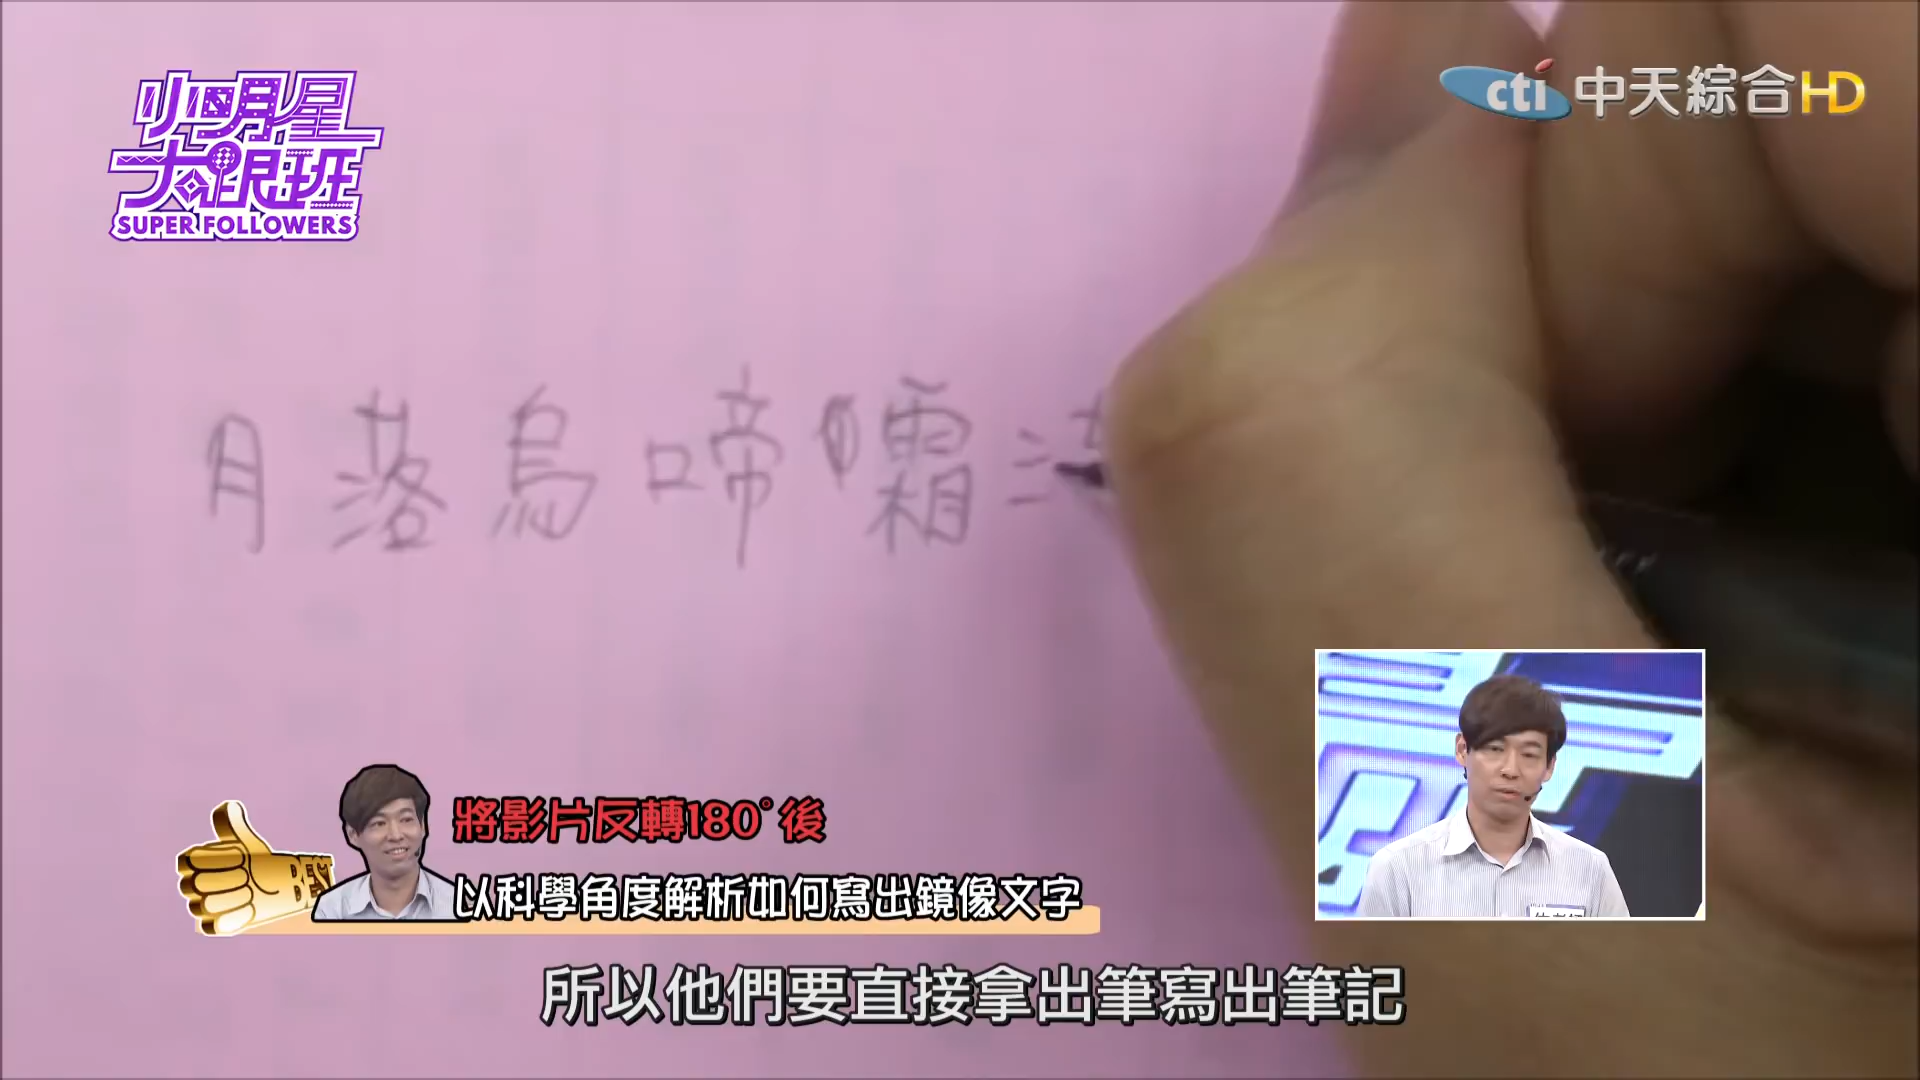 小明星
大跟班
SUPER FOLLOWERS
cti 中天綜合HD
月落烏啼霜滿
BEST
將影片反轉180°後
以科學角度解析如何寫出鏡像文字
所以他們要直接拿出筆寫出筆記